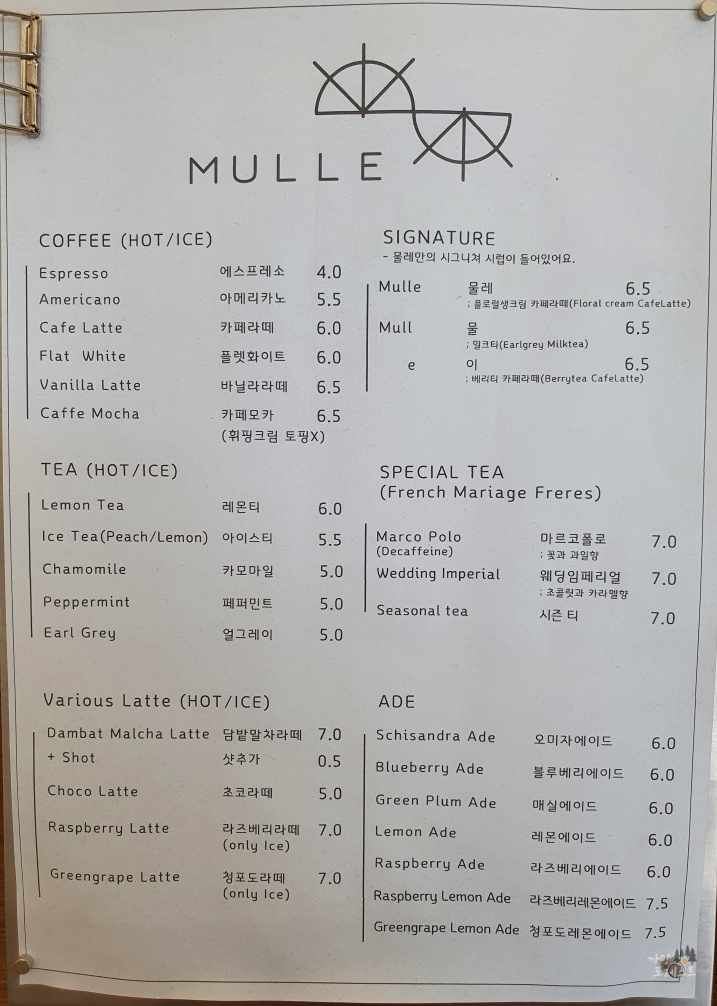 MULLE
COFFEE (HOT/ICE)
Espresso 에스프레소 4.0
Americano 아메리카노 5.5
Cafe Latte 카페라떼 6.0
Flat White 플렛화이트 6.0
Vanilla Latte 바닐라라떼 6.5
Caffe Mocha 카페모카 6.5
(휘핑크림 토핑X)
SIGNATURE
- 물레만의 시그니쳐 시럽이 들어있어요.
Mulle 물레 6.5
; 플로럴생크림 카페라떼(Floral cream CafeLatte)
Mull 물 6.5
; 밀크티(Earlgrey Milktea)
e 이 6.5
; 베리티 카페라떼(Berrytea CafeLatte)
TEA (HOT/ICE)
Lemon Tea 레몬티 6.0
Ice Tea(Peach/Lemon) 아이스티 5.5
Chamomile 카모마일 5.0
Peppermint 페퍼민트 5.0
Earl Grey 얼그레이 5.0
SPECIAL TEA
(French Mariage Freres)
Marco Polo 마르코폴로 7.0
(Decaffeine) ; 꽃과 과일향
Wedding Imperial 웨딩임페리얼 7.0
; 초콜릿과 카라멜향
Seasonal tea 시즌 티 7.0
Various Latte (HOT/ICE)
Dambat Malcha Latte 담밭말차라떼 7.0
+ Shot 샷추가 0.5
Choco Latte 초코라떼 5.0
Raspberry Latte 라즈베리라떼 7.0
(only Ice)
Greengrape Latte 청포도라떼 7.0
(only Ice)
ADE
Schisandra Ade 오미자에이드 6.0
Blueberry Ade 블루베리에이드 6.0
Green Plum Ade 매실에이드 6.0
Lemon Ade 레몬에이드 6.0
Raspberry Ade 라즈베리에이드 6.0
Raspberry Lemon Ade 라즈베리레몬에이드 7.5
Greengrape Lemon Ade 청포도레몬에이드 7.5